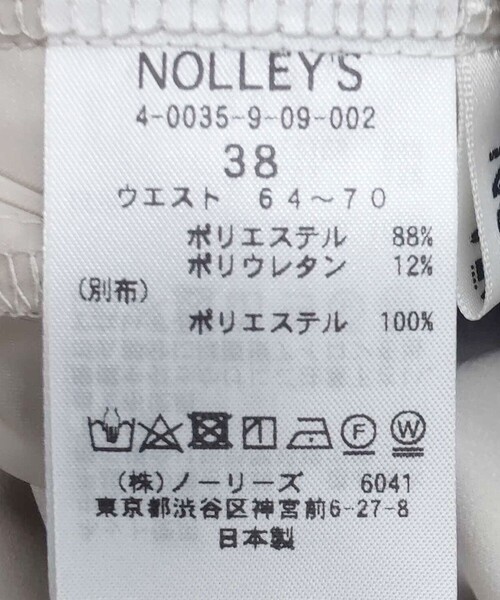 NOLLEY'S
4-0035-9-09-002
38
ウエスト 64〜70
ポリエステル 88%
ポリウレタン 12%
(別布)
ポリエステル 100%
F W
(株)ノーリーズ 6041
東京都渋谷区神宮前6-27-8
日本製